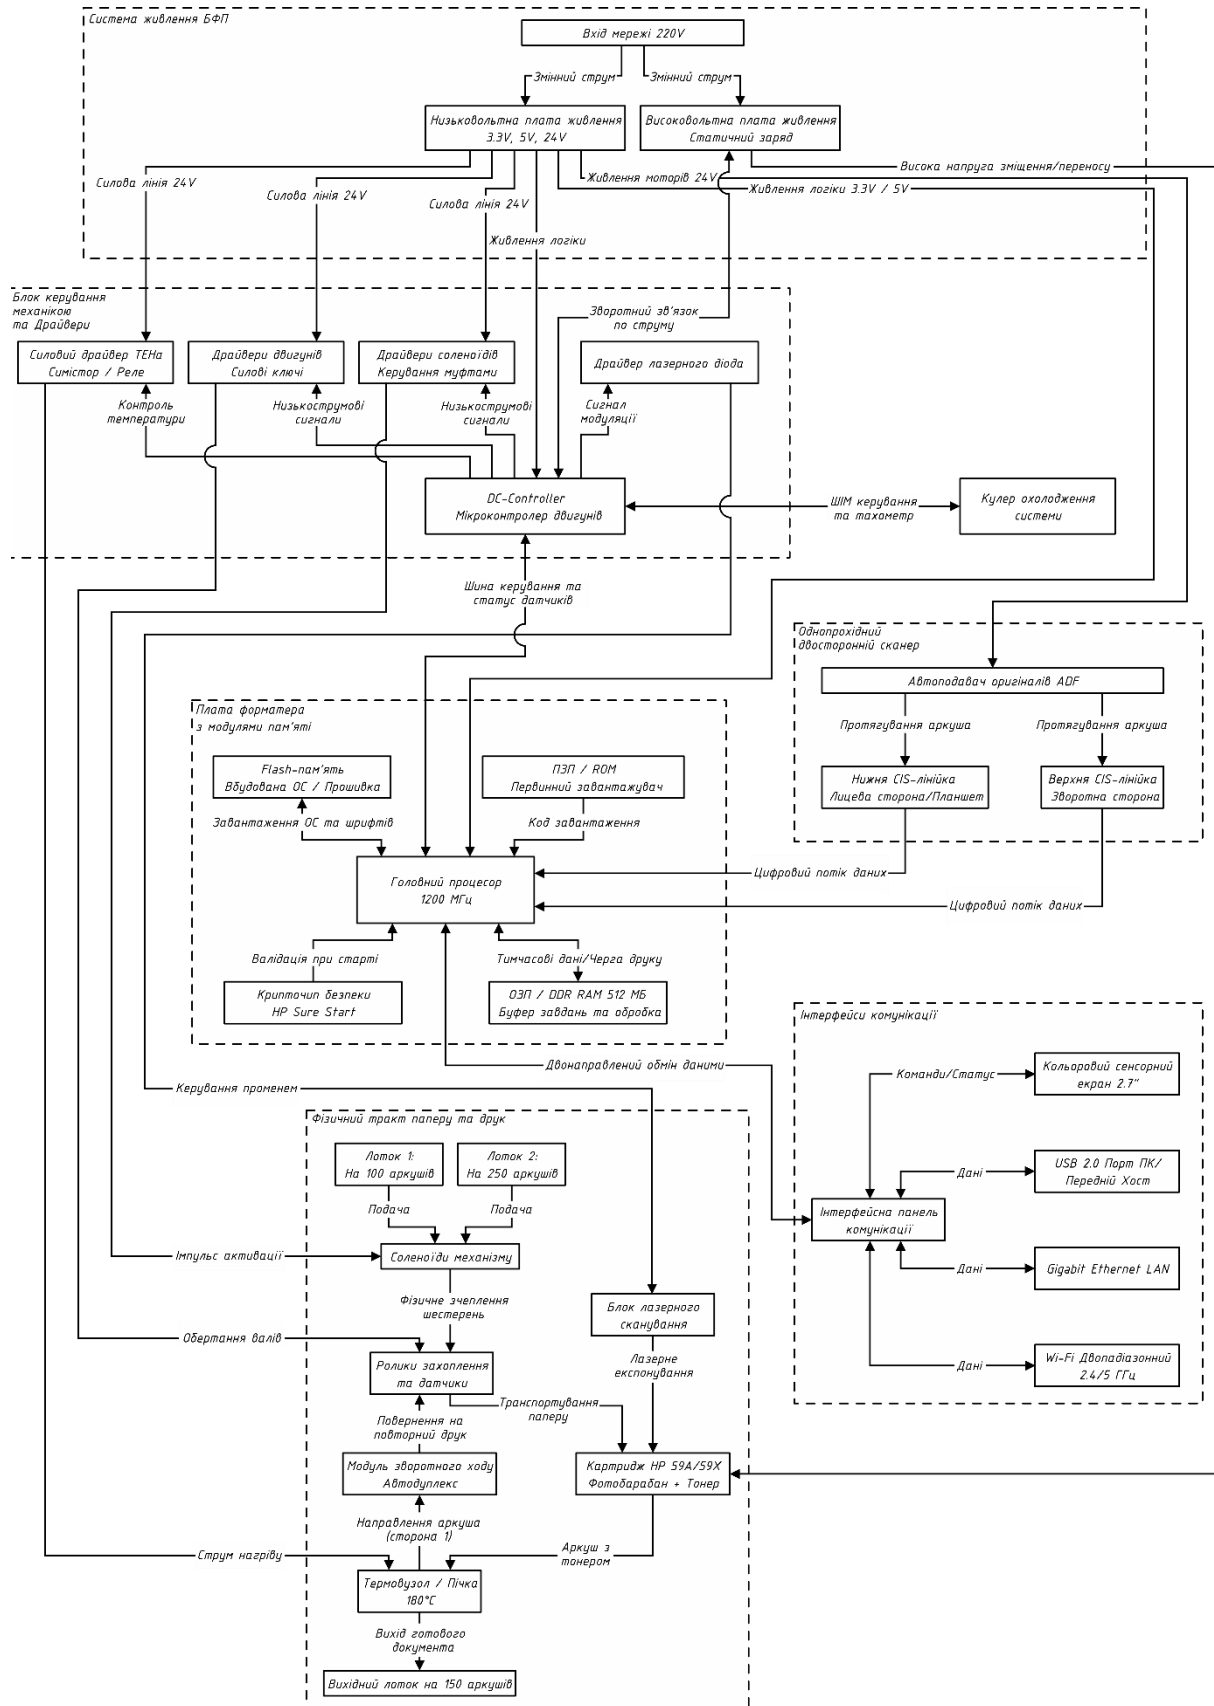 Система живлення БФП
Вхід мережі 220V
Змінний струм
Змінний струм
Низьковольтна плата живлення
3.3V, 5V, 24V
Високовольтна плата живлення
Статичний заряд
Висока напруга зміщення/переносу
Силова лінія 24V
Силова лінія 24V
Силова лінія 24V
Живлення моторів 24V
Живлення логіки 3.3V / 5V
Живлення логіки
Блок керування
механікою
та Драйвери
Зворотний зв'язок
по струму
Силовий драйвер ТЕНа
Симістор / Реле
Драйвери двигунів
Силові ключі
Драйвери соленоїдів
Керування муфтами
Драйвер лазерного діода
Контроль
температури
Низькострумові
сигнали
Низькострумові
сигнали
Сигнал
модуляції
DC-Controller
Мікроконтролер двигунів
ШІМ керування
та тахометр
Кулер охолодження
системи
Шина керування та
статус датчиків
Однопрохідний
двосторонній сканер
Автоподавач оригіналів ADF
Протягування аркуша
Протягування аркуша
Нижня CIS-лінійка
Лицева сторона/Планшет
Верхня CIS-лінійка
Зворотна сторона
Плата форматера
з модулями пам'яті
Flash-пам'ять
Вбудована ОС / Прошивка
ПЗП / ROM
Первинний завантажувач
Завантаження ОС та шрифтів
Код завантаження
Головний процесор
1200 МГц
Цифровий потік даних
Цифровий потік даних
Валідація при старті
Тимчасові дані/Черга друку
Крипточип безпеки
HP Sure Start
ОЗП / DDR RAM 512 МБ
Буфер завдань та обробка
Двонаправлений обмін даними
Інтерфейси комунікації
Команди/Статус
Кольоровий сенсорний
екран 2.7"
Дані
USB 2.0 Порт ПК/
Передній Хост
Інтерфейсна панель
комунікації
Дані
Gigabit Ethernet LAN
Дані
Wi-Fi Двопадіазонний
2.4/5 ГГц
Керування променем
Фізичний тракт паперу та друк
Лоток 1:
На 100 аркушів
Лоток 2:
На 250 аркушів
Подача
Подача
Імпульс активації
Соленоїди механізму
Фізичне зчеплення
шестерень
Блок лазерного
сканування
Обертання валів
Ролики захоплення
та датчики
Лазерне
експонування
Транспортування
паперу
Повернення на
повторний друк
Модуль зворотного ходу
Автодуплекс
Картридж HP 59A/59X
Фотобарабан + Тонер
Направлення аркуша
(сторона 1)
Струм нагріву
Аркуш з
тонером
Термовузол / Пічка
180°C
Вихід готового
документа
Вихідний лоток на 150 аркушів